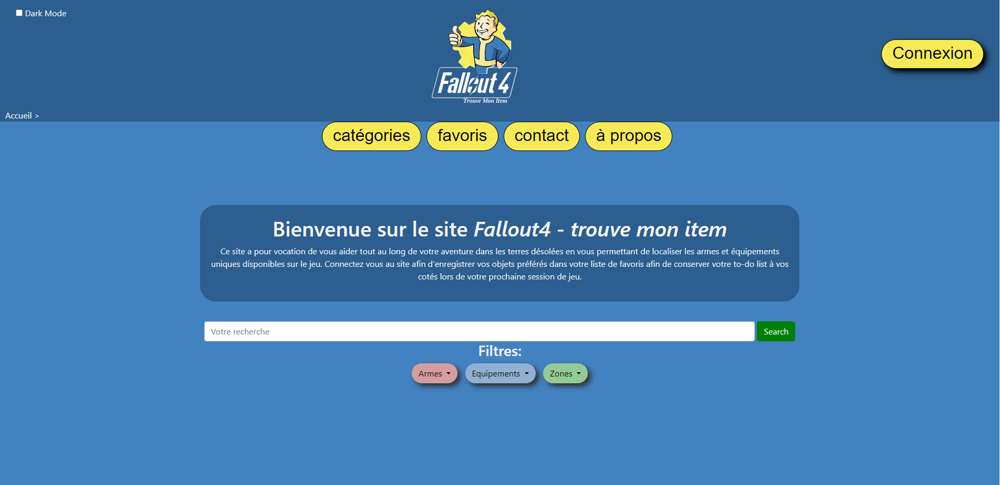 Dark Mode
Fallout 4
Trouve Mon Item
Connexion
Accueil >
catégories favoris contact à propos
Bienvenue sur le site Fallout4 - trouve mon item
Ce site a pour vocation de vous aider tout au long de votre aventure dans les terres désolées en vous permettant de localiser les armes et équipements
uniques disponibles sur le jeu. Connectez vous au site afin d'enregistrer vos objets préférés dans votre liste de favoris afin de conserver votre to-do list à vos
cotés lors de votre prochaine session de jeu.
Votre recherche Search
Filtres:
Armes Equipements Zones